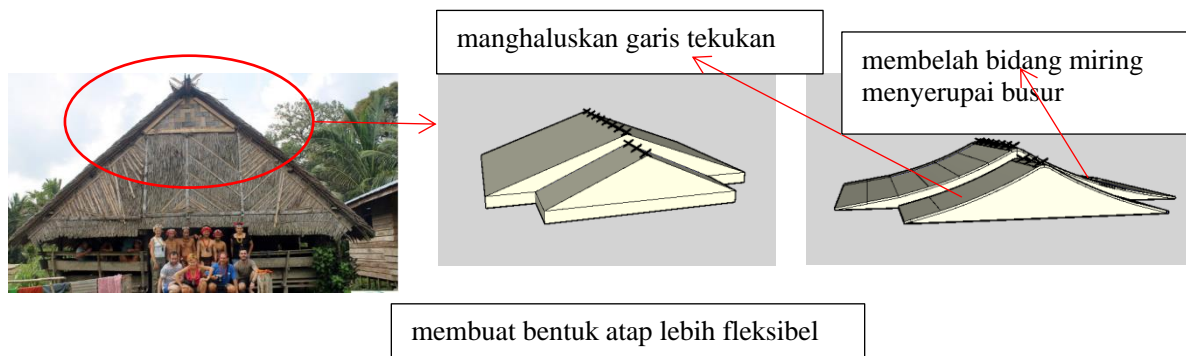 manghaluskan garis tekukan
membelah bidang miring
menyerupai busur
membuat bentuk atap lebih fleksibel